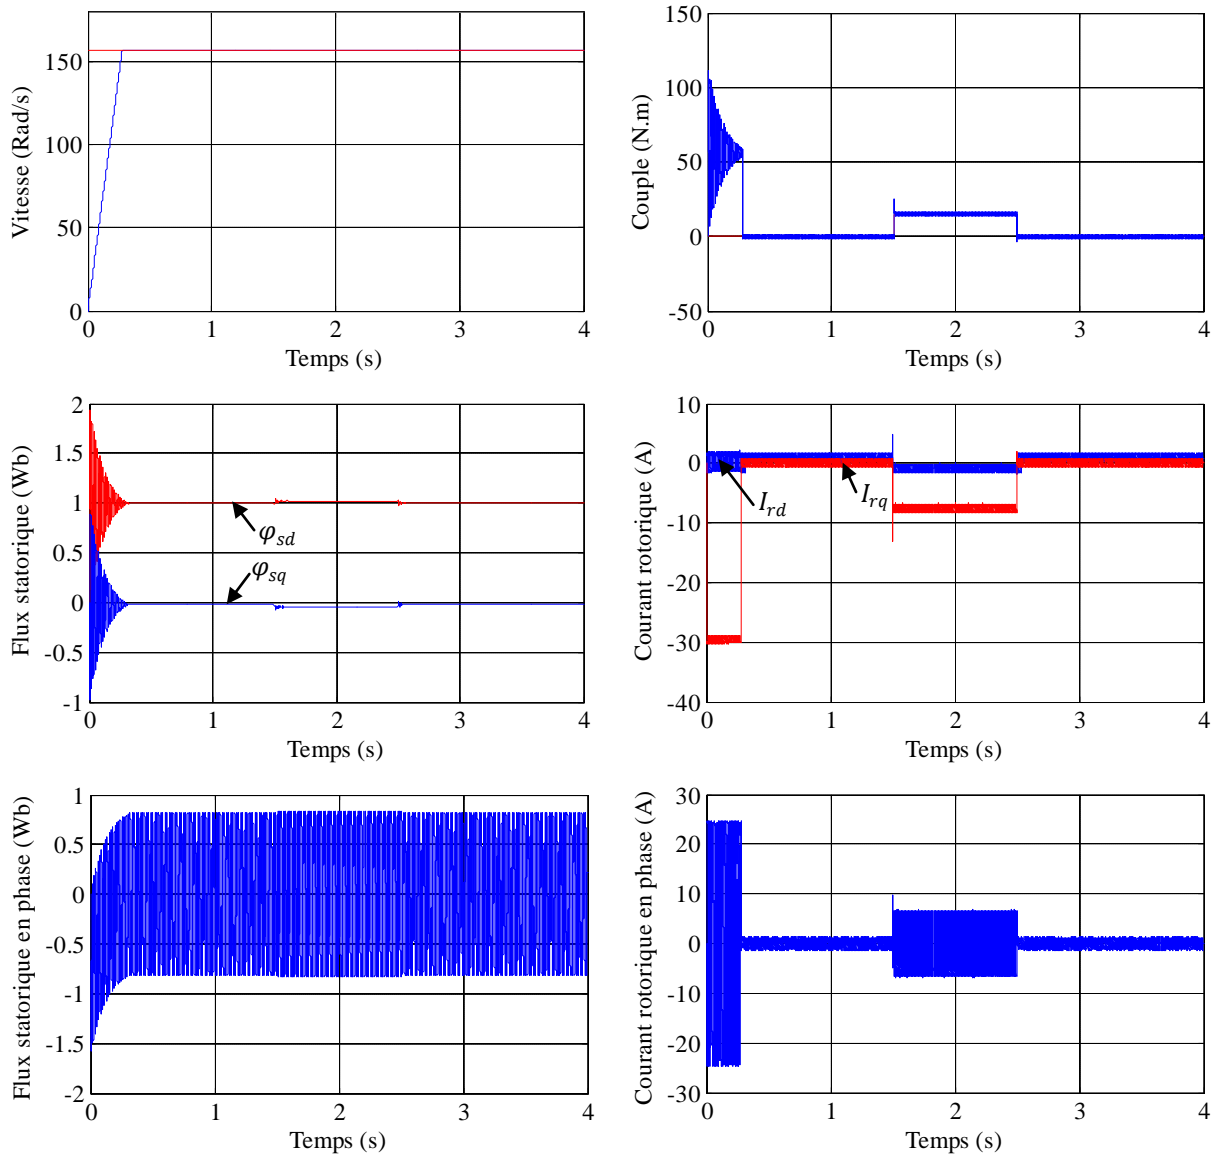 Vitesse (Rad/s)
150
100
50
0
0 1 2 3 4
Temps (s)
Couple (N.m)
150
100
50
0
-50
0 1 2 3 4
Temps (s)
Flux statorique (Wb)
2
1.5
1
0.5
0
-0.5
-1
φsd
φsq
0 1 2 3 4
Temps (s)
Courant rotorique (A)
10
0
-10
-20
-30
-40
Ird
Irq
0 1 2 3 4
Temps (s)
Flux statorique en phase (Wb)
1
0.5
0
-0.5
-1
-1.5
-2
0 1 2 3 4
Temps (s)
Courant rotorique en phase (A)
30
20
10
0
-10
-20
-30
0 1 2 3 4
Temps (s)